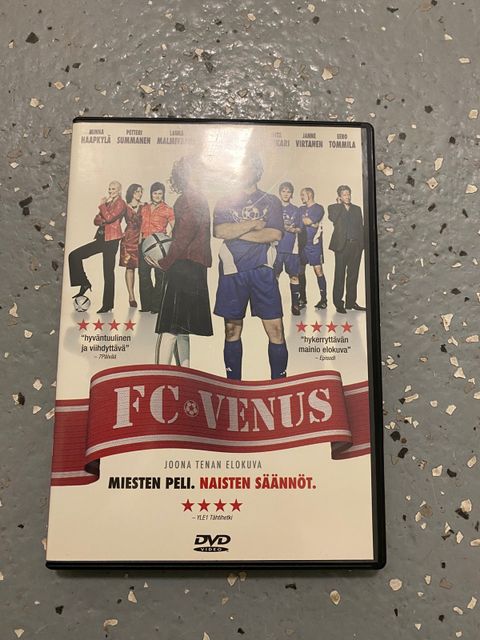 MINNA PETTERI LAURA JANNE EERO
HAAPKYLÄ SUMMANEN VIRTANEN TOMMILA
★★★★
"hyväntuulinen
ja viihdyttävä"
– 7Päivää
★★★★
"hykerryttävän
mainio elokuva"
– Episodi
FC VENUS
JOONA TENAN ELOKUVA
MIESTEN PELI. NAISTEN SÄÄNNÖT.
★★★★
– YLE1 Tähtihetki
DVD
VIDEO